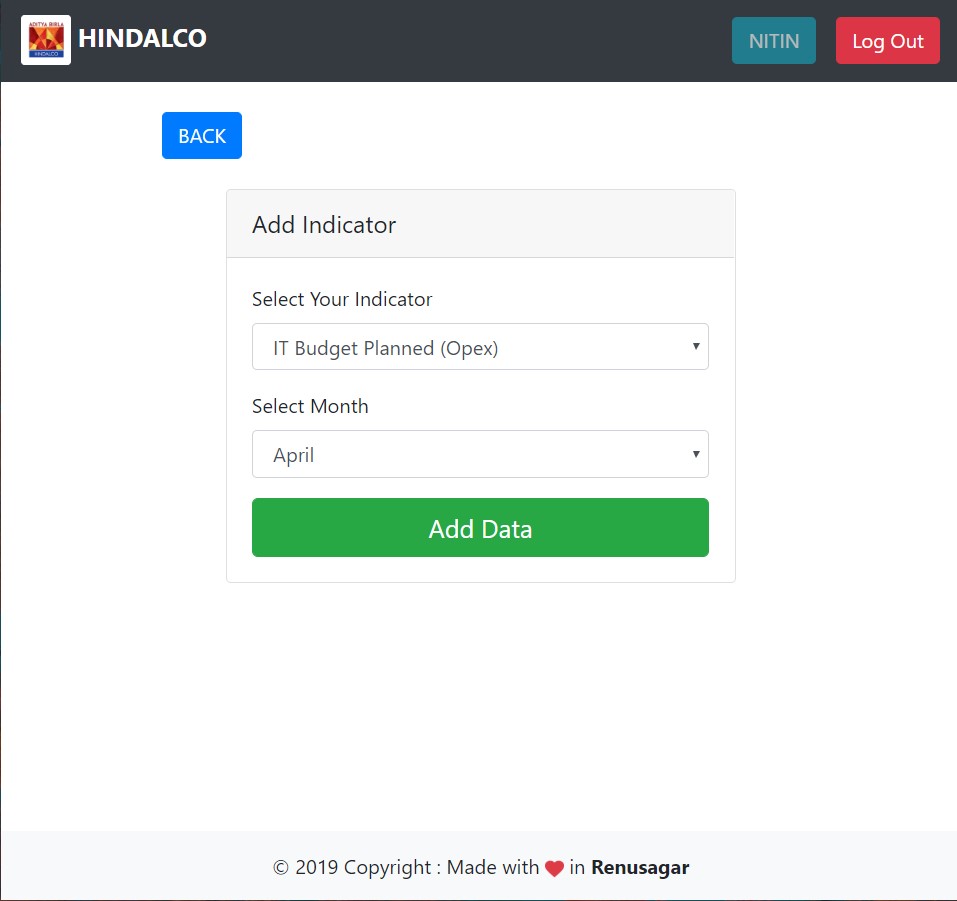 ADITYA BIRLA
HINDALCO
HINDALCO
NITIN
Log Out
BACK
Add Indicator
Select Your Indicator
IT Budget Planned (Opex)
Select Month
April
Add Data
© 2019 Copyright : Made with ❤ in Renusagar